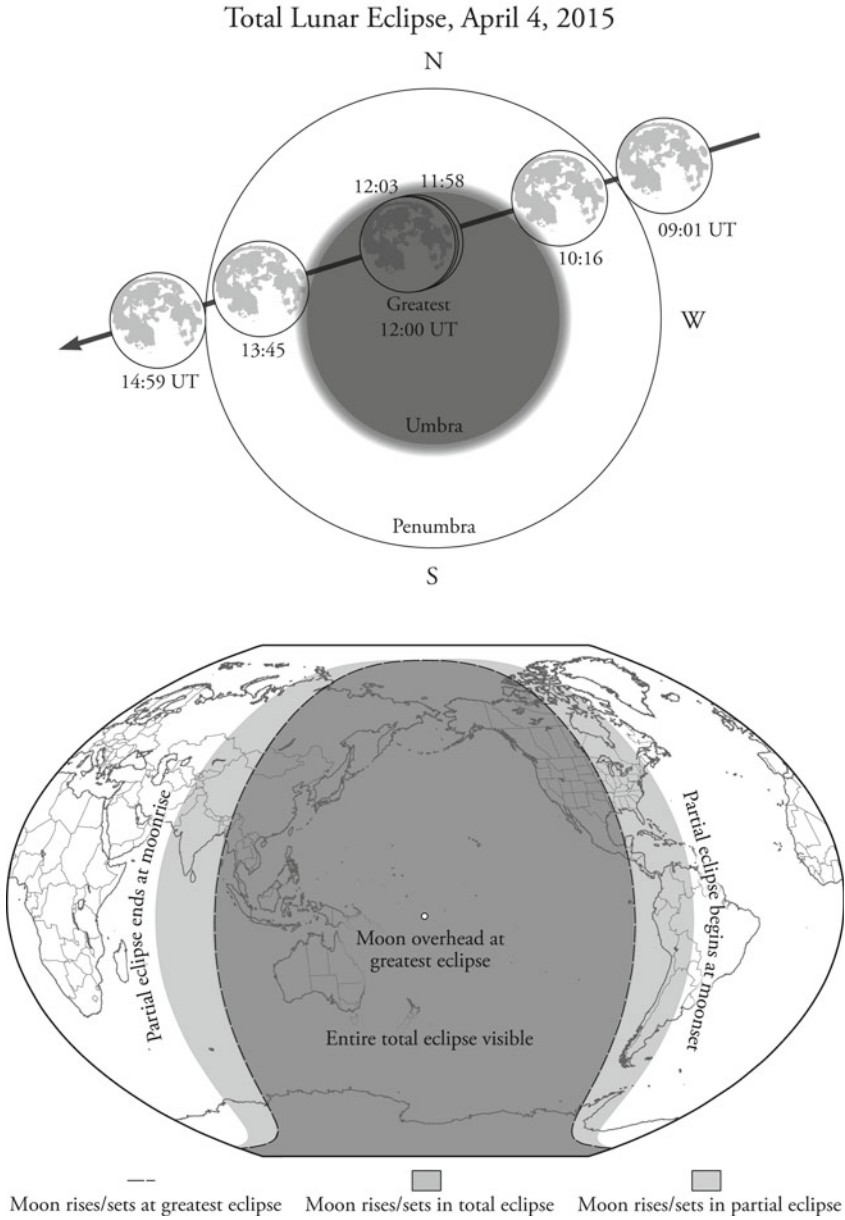 Total Lunar Eclipse, April 4, 2015
N
12:03
11:58
09:01 UT
10:16
Greatest
12:00 UT
W
13:45
14:59 UT
Umbra
Penumbra
S
Partial eclipse ends at moonrise
Partial eclipse begins at moonset
Moon overhead at
greatest eclipse
Entire total eclipse visible
Moon rises/sets at greatest eclipse
Moon rises/sets in total eclipse
Moon rises/sets in partial eclipse